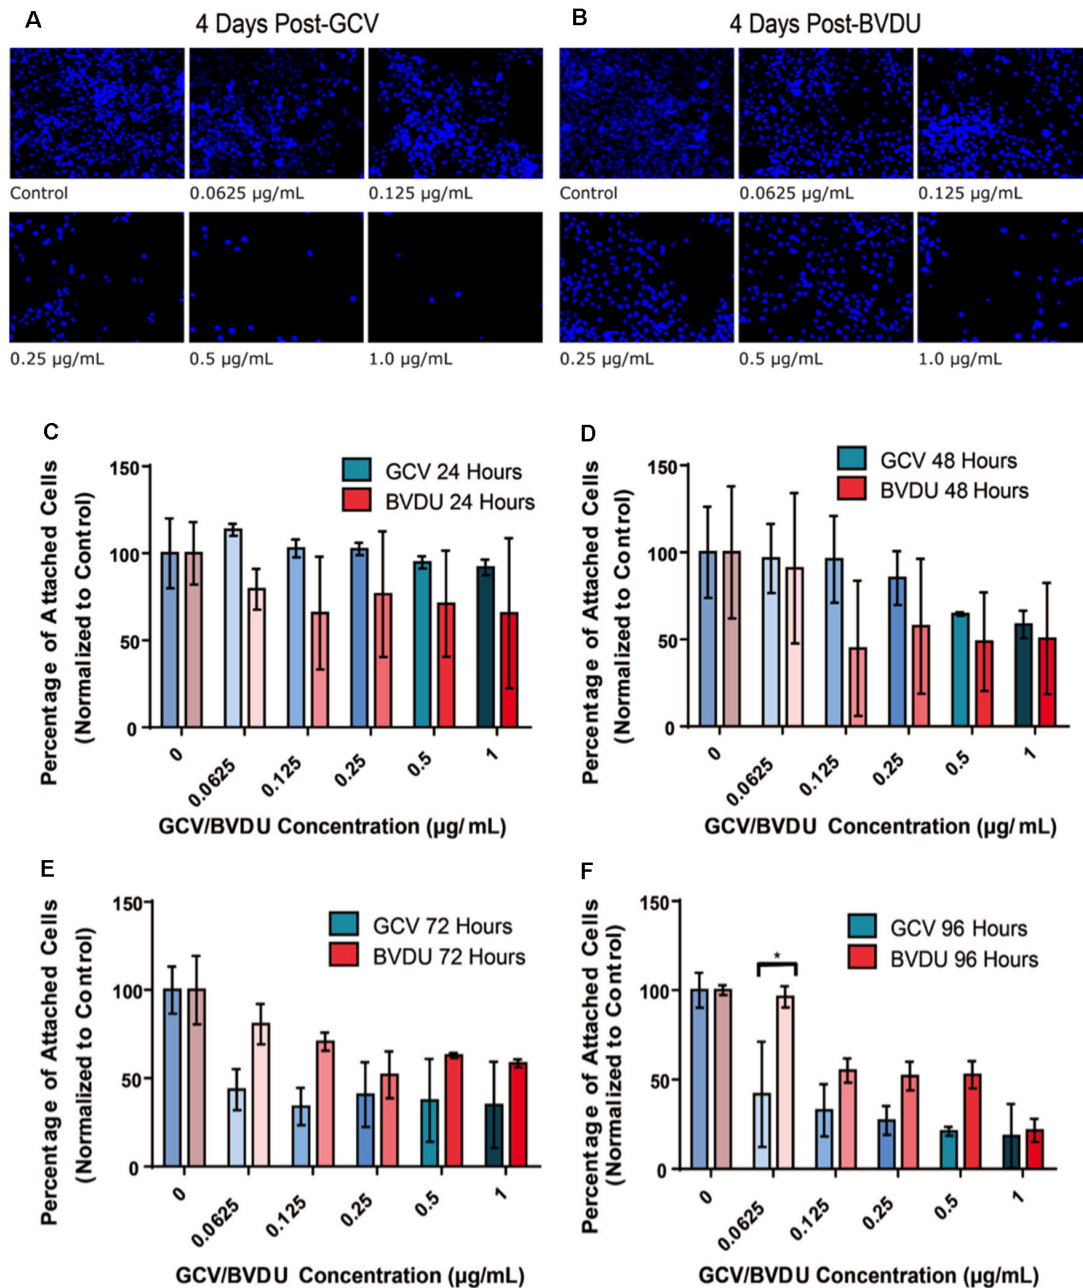 A
4 Days Post-GCV
Control
0.0625 µg/mL
0.125 µg/mL
0.25 µg/mL
0.5 µg/mL
1.0 µg/mL
B
4 Days Post-BVDU
Control
0.0625 µg/mL
0.125 µg/mL
0.25 µg/mL
0.5 µg/mL
1.0 µg/mL
C
Percentage of Attached Cells
(Normalized to Control)
150
100
50
0
GCV 24 Hours
BVDU 24 Hours
0
0.0625
0.125
0.25
0.5
1
GCV/BVDU Concentration (µg/mL)
D
Percentage of Attached Cells
(Normalized to Control)
150
100
50
0
GCV 48 Hours
BVDU 48 Hours
0
0.0625
0.125
0.25
0.5
1
GCV/BVDU Concentration (µg/mL)
E
Percentage of Attached Cells
(Normalized to Control)
150
100
50
0
GCV 72 Hours
BVDU 72 Hours
0
0.0625
0.125
0.25
0.5
1
GCV/BVDU Concentration (µg/mL)
F
Percentage of Attached Cells
(Normalized to Control)
150
100
50
0
GCV 96 Hours
BVDU 96 Hours
*
0
0.0625
0.125
0.25
0.5
1
GCV/BVDU Concentration (µg/mL)